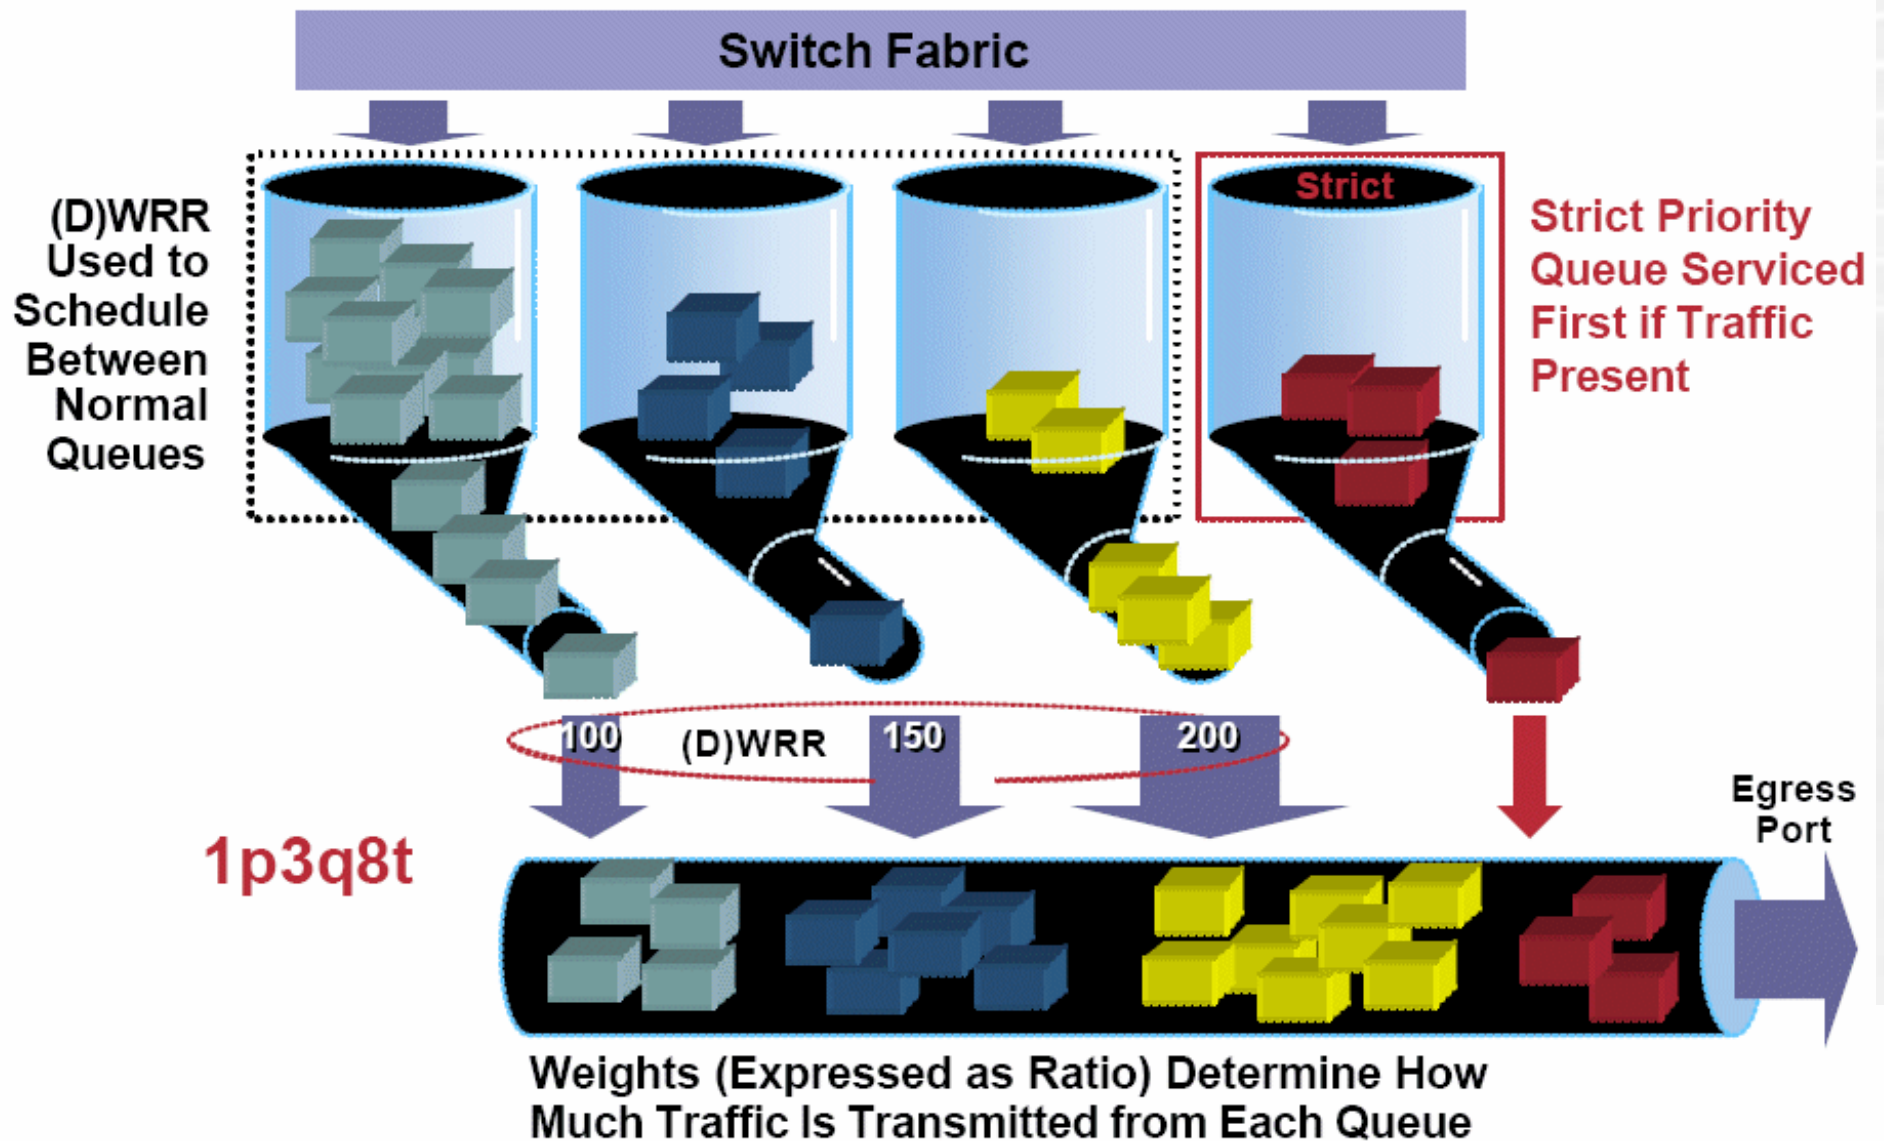 Switch Fabric
(D)WRR
Used to
Schedule
Between
Normal
Queues
Strict
Strict Priority
Queue Serviced
First if Traffic
Present
100
(D)WRR
150
200
1p3q8t
Egress
Port
Weights (Expressed as Ratio) Determine How
Much Traffic Is Transmitted from Each Queue